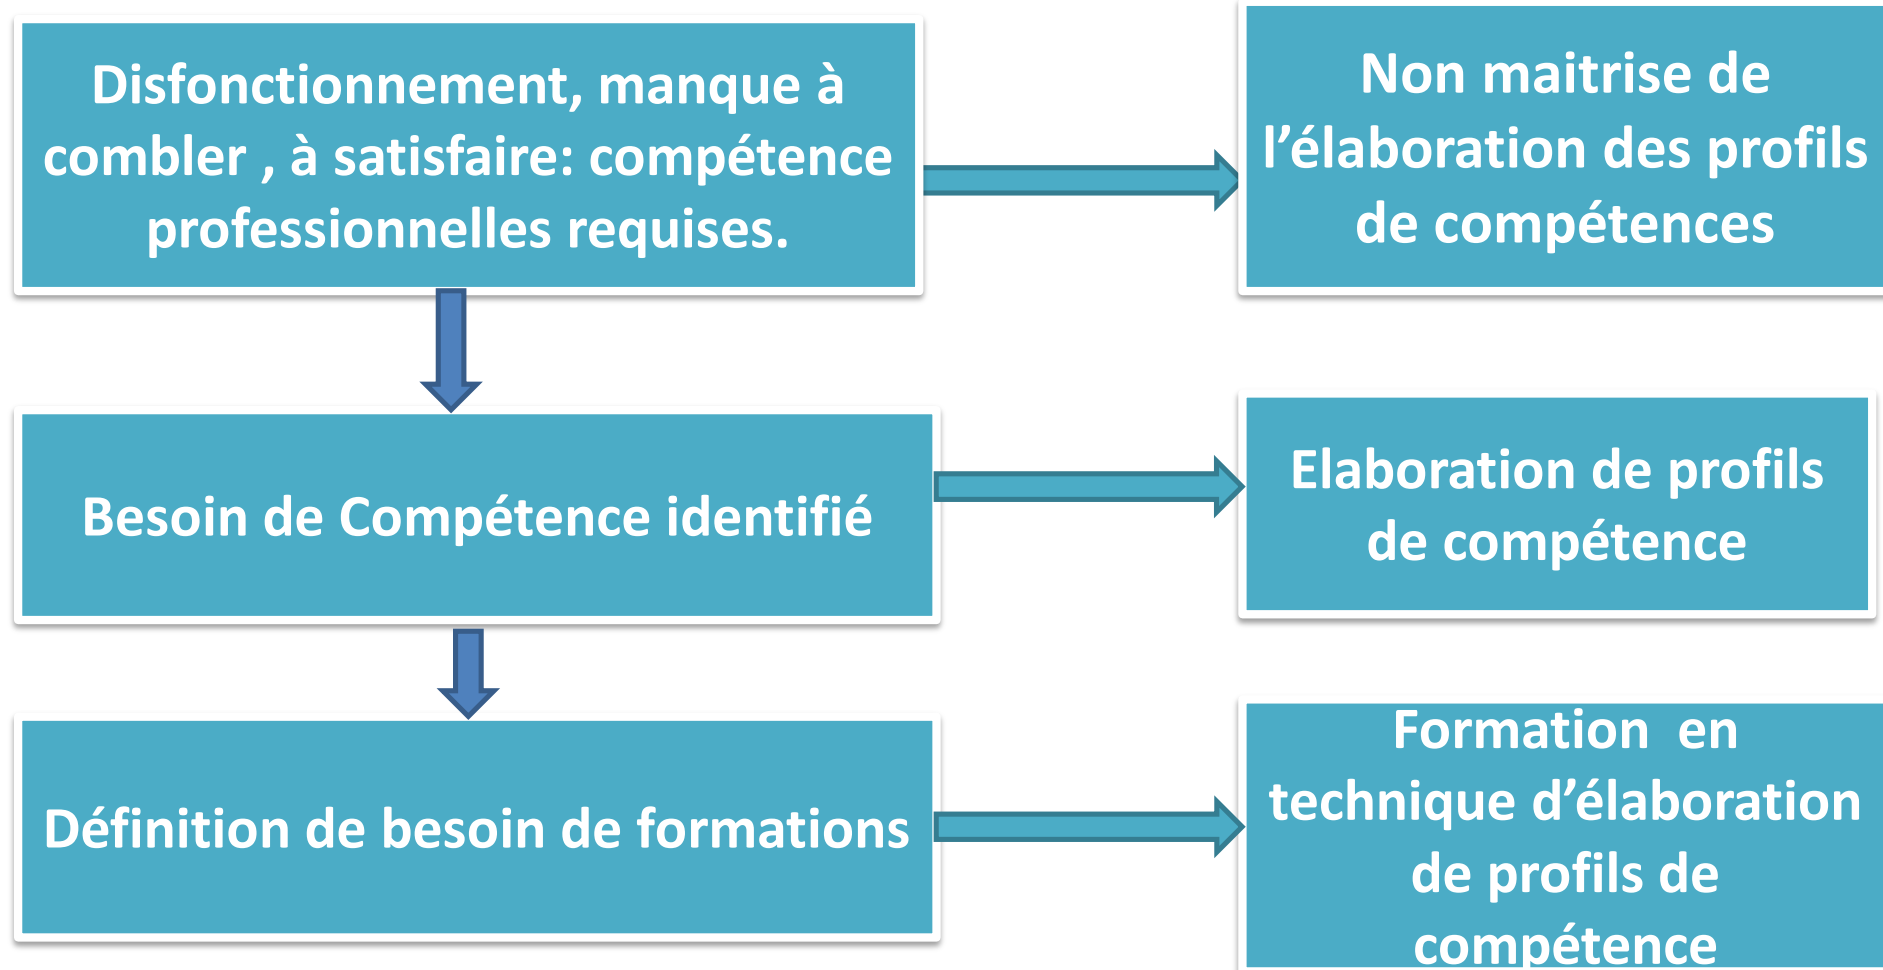 Disfonctionnement, manque à
combler , à satisfaire: compétence
professionnelles requises.
Non maitrise de
l’élaboration des profils
de compétences
Besoin de Compétence identifié
Elaboration de profils
de compétence
Définition de besoin de formations
Formation  en
technique d’élaboration
de profils de
compétence